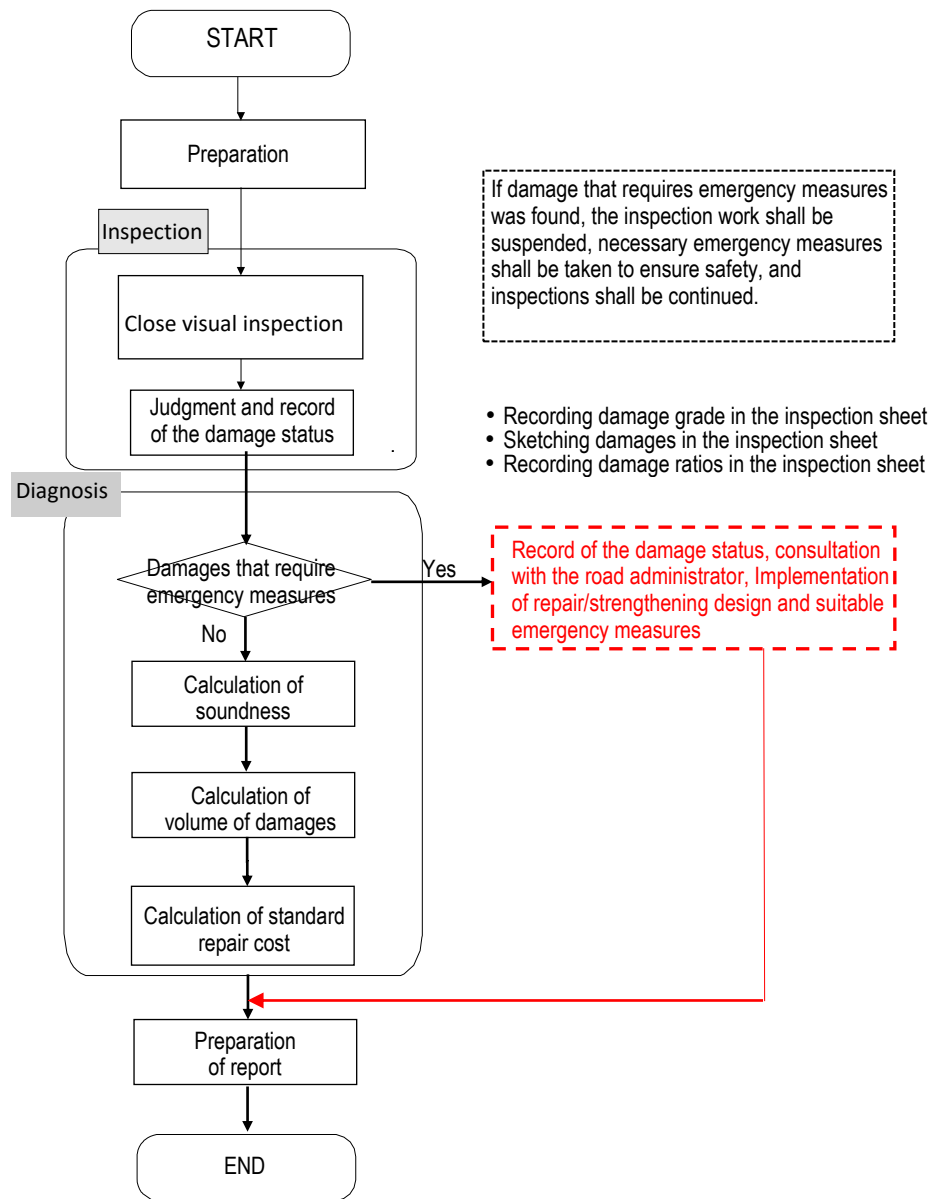 START
Preparation
If damage that requires emergency measures
was found, the inspection work shall be
suspended, necessary emergency measures
shall be taken to ensure safety, and
inspections shall be continued.
Inspection
Close visual inspection
Judgment and record
of the damage status
.
• Recording damage grade in the inspection sheet
• Sketching damages in the inspection sheet
• Recording damage ratios in the inspection sheet
Diagnosis
Damages that require
emergency measures
Yes
Record of the damage status, consultation
with the road administrator, Implementation
of repair/strengthening design and suitable
emergency measures
No
Calculation of
soundness
Calculation of
volume of damages
Calculation of standard
repair cost
Preparation
of report
END